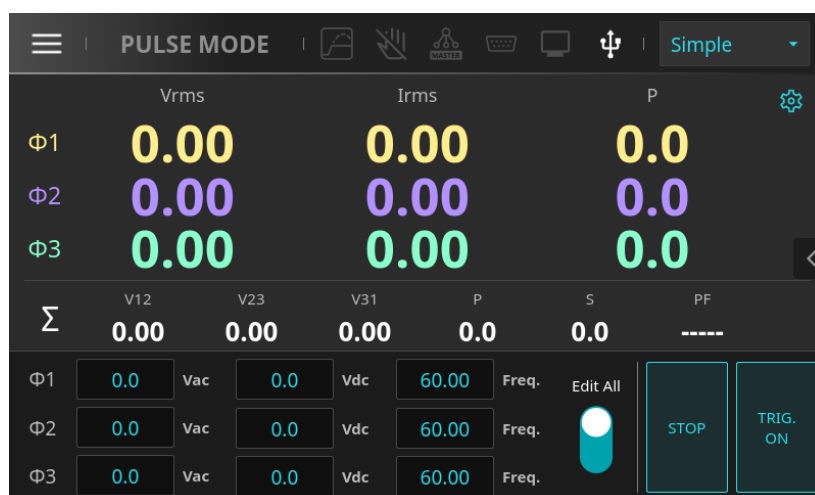 PULSE MODE MASTER Simple
Vrms Irms P
Φ1 0.00 0.00 0.0
Φ2 0.00 0.00 0.0
Φ3 0.00 0.00 0.0
V12 V23 V31 P S PF
Σ 0.00 0.00 0.00 0.0 0.0 -----
Φ1 0.0 Vac 0.0 Vdc 60.00 Freq. Edit All
Φ2 0.0 Vac 0.0 Vdc 60.00 Freq. STOP TRIG. ON
Φ3 0.0 Vac 0.0 Vdc 60.00 Freq.